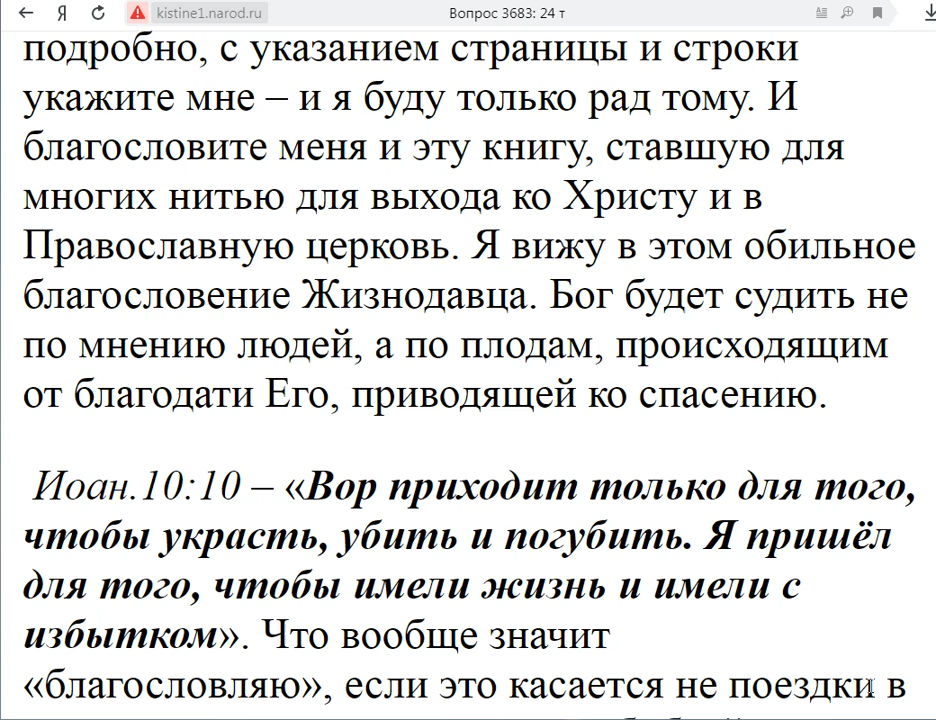 kistine1.narod.ru
Вопрос 3683: 24 т
подробно, с указанием страницы и строки
укажите мне – и я буду только рад тому. И
благословите меня и эту книгу, ставшую для
многих нитью для выхода ко Христу и в
Православную церковь. Я вижу в этом обильное
благословение Жизнодавца. Бог будет судить не
по мнению людей, а по плодам, происходящим
от благодати Его, приводящей ко спасению.
Иоан.10:10 – «Вор приходит только для того,
чтобы украсть, убить и погубить. Я пришёл
для того, чтобы имели жизнь и имели с
избытком». Что вообще значит
«благословляю», если это касается не поездки в